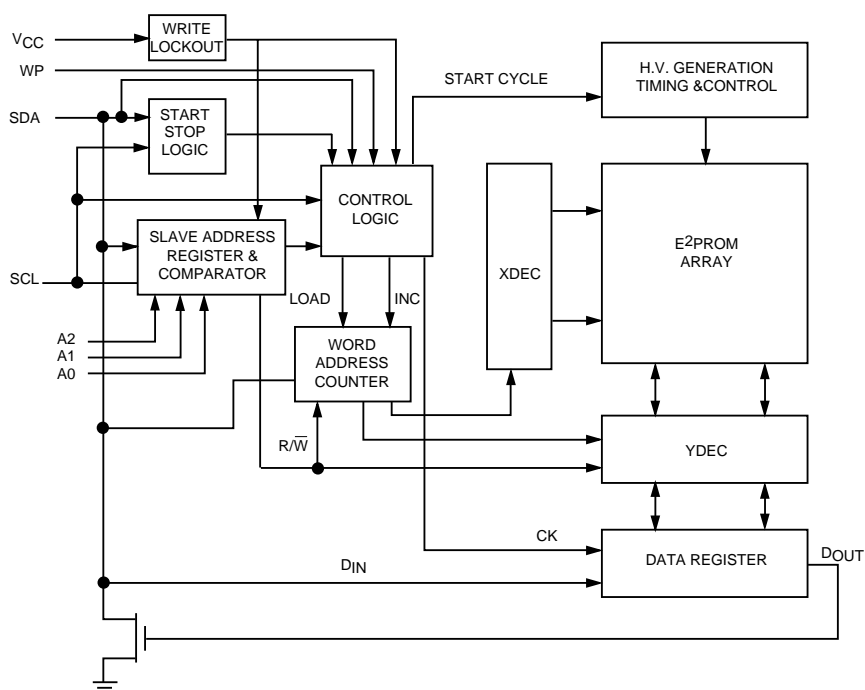 WRITE
LOCKOUT
VCC
WP
SDA
START
STOP
LOGIC
START CYCLE
H.V. GENERATION
TIMING &CONTROL
CONTROL
LOGIC
SLAVE ADDRESS
REGISTER &
COMPARATOR
SCL
XDEC
E2PROM
ARRAY
LOAD
INC
A2
A1
A0
WORD
ADDRESS
COUNTER
R/W̅
YDEC
CK
DATA REGISTER
DOUT
DIN